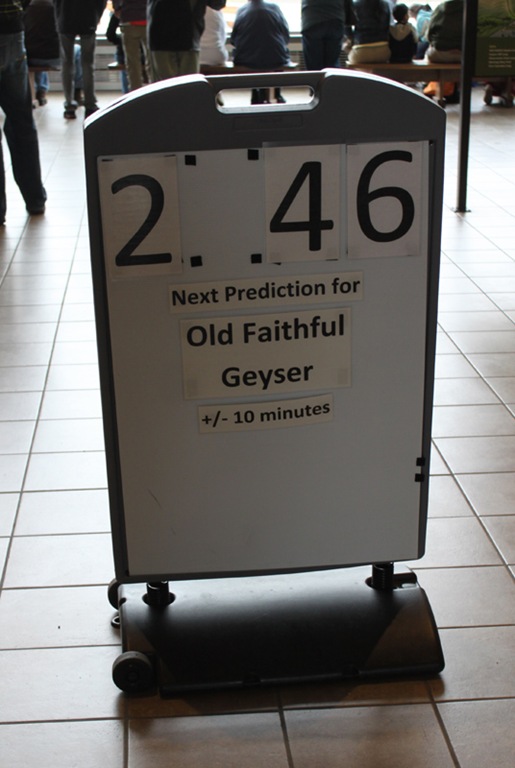 2 46
Next Prediction for
Old Faithful
Geyser
+/- 10 minutes